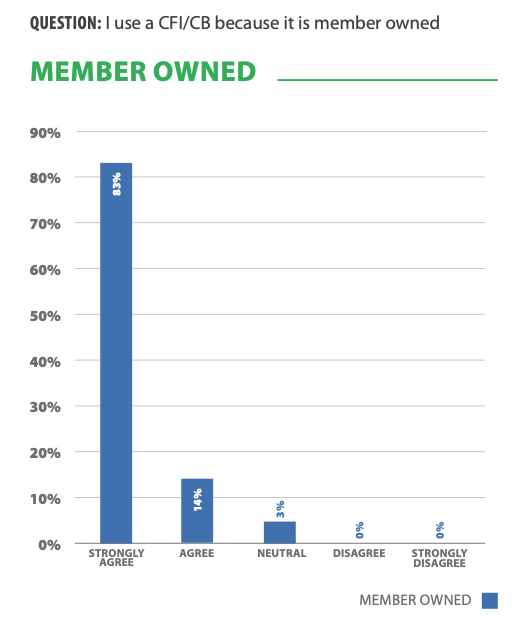 QUESTION: I use a CFI/CB because it is member owned
MEMBER OWNED
90%
80%
70%
60%
50%
40%
30%
20%
10%
0%
83%
14%
3%
0%
0%
STRONGLY AGREE
AGREE
NEUTRAL
DISAGREE
STRONGLY DISAGREE
MEMBER OWNED